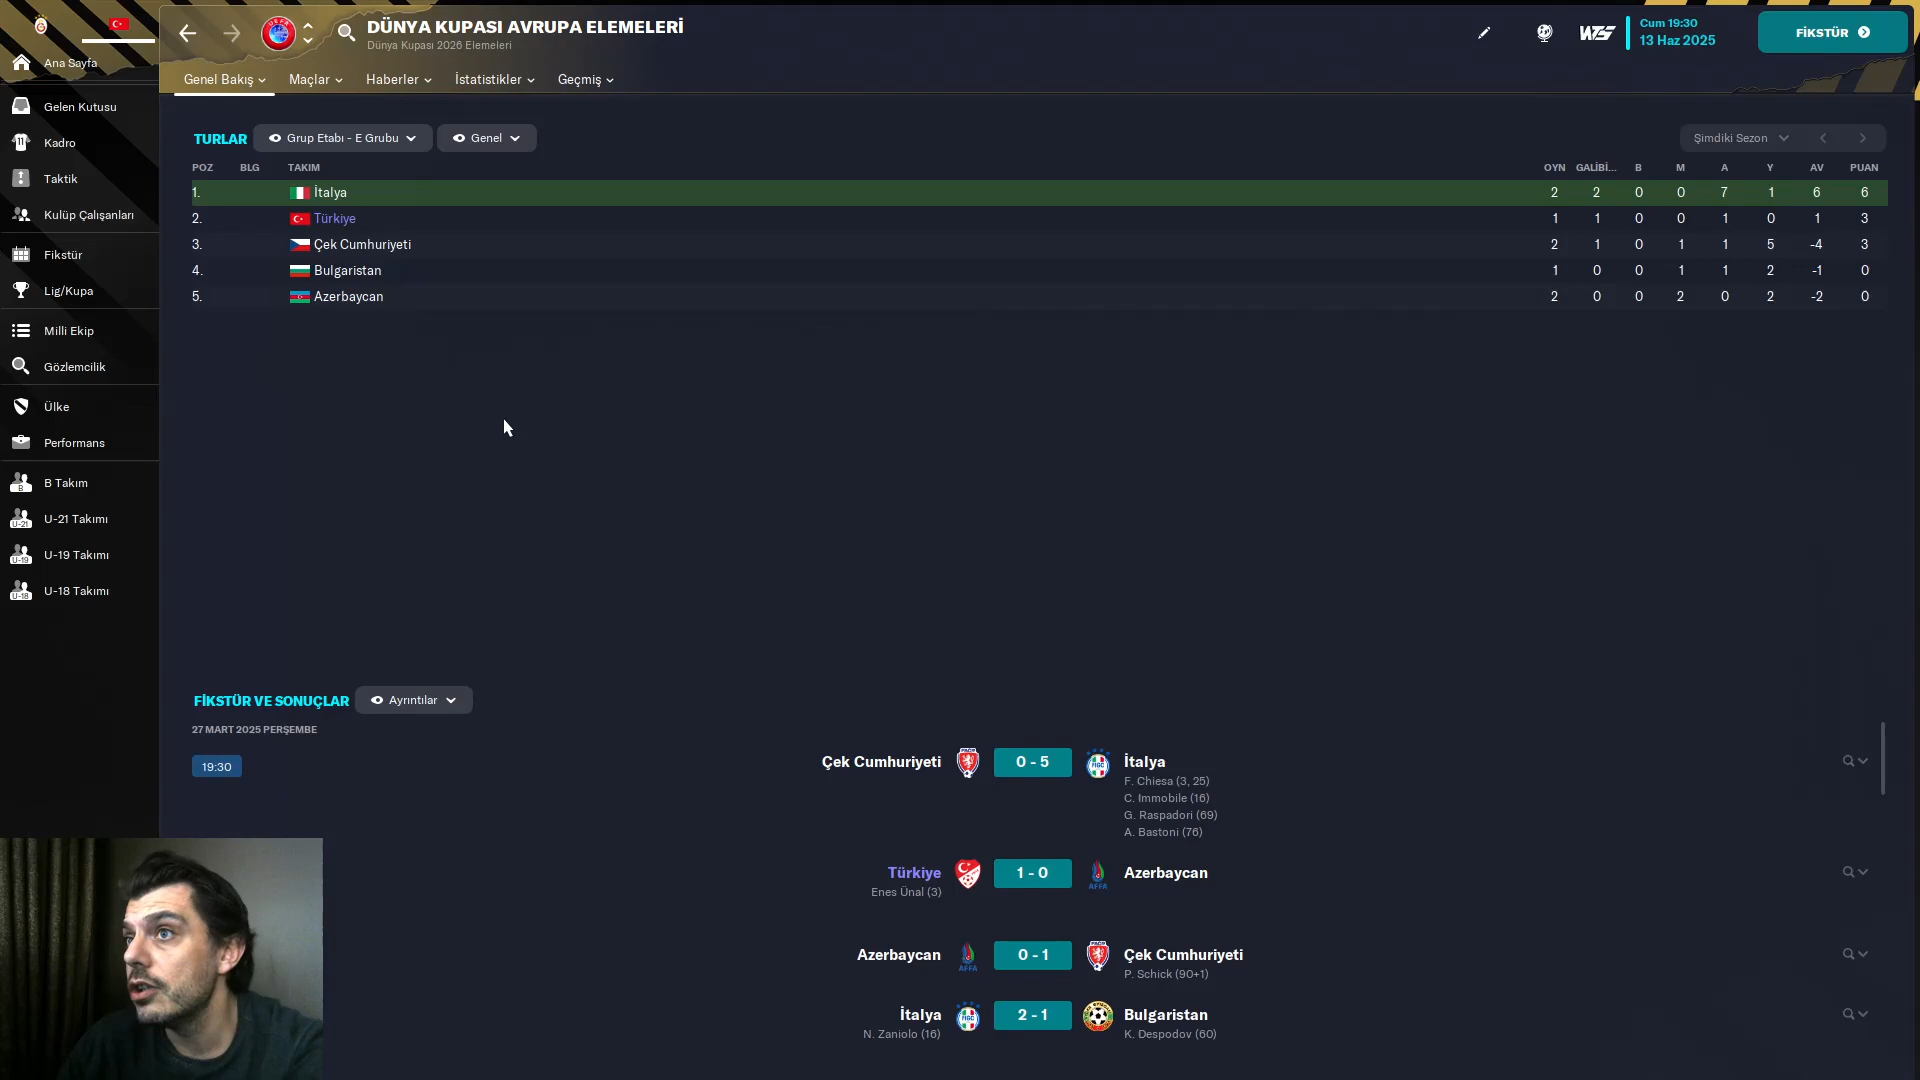 DÜNYA KUPASI AVRUPA ELEMELERİ
Dünya Kupası 2026 Elemeleri
WTS
Cum 19:30
13 Haz 2025
FİKSTÜR
Genel Bakış
Maçlar
Haberler
İstatistikler
Geçmiş
Ana Sayfa
Gelen Kutusu
Kadro
Taktik
Kulüp Çalışanları
Fikstür
Lig/Kupa
Milli Ekip
Gözlemcilik
Ülke
Performans
B Takım
U-21 Takımı
U-19 Takımı
U-18 Takımı
TURLAR
Grup Etabı - E Grubu
Genel
Şimdiki Sezon
POZ BLG TAKIM OYN GALİBİ... B M A Y AV PUAN
1. İtalya 2 2 0 0 7 1 6 6
2. Türkiye 1 1 0 0 1 0 1 3
3. Çek Cumhuriyeti 2 1 0 1 1 5 -4 3
4. Bulgaristan 1 0 0 1 1 2 -1 0
5. Azerbaycan 2 0 0 2 0 2 -2 0
FİKSTÜR VE SONUÇLAR
Ayrıntılar
27 MART 2025 PERŞEMBE
19:30
Çek Cumhuriyeti 0 - 5 İtalya
F. Chiesa (3, 25)
C. Immobile (16)
G. Raspadori (69)
A. Bastoni (76)
Türkiye 1 - 0 Azerbaycan
Enes Ünal (3)
Azerbaycan 0 - 1 Çek Cumhuriyeti
P. Schick (90+1)
İtalya 2 - 1 Bulgaristan
N. Zaniolo (16) K. Despodov (60)